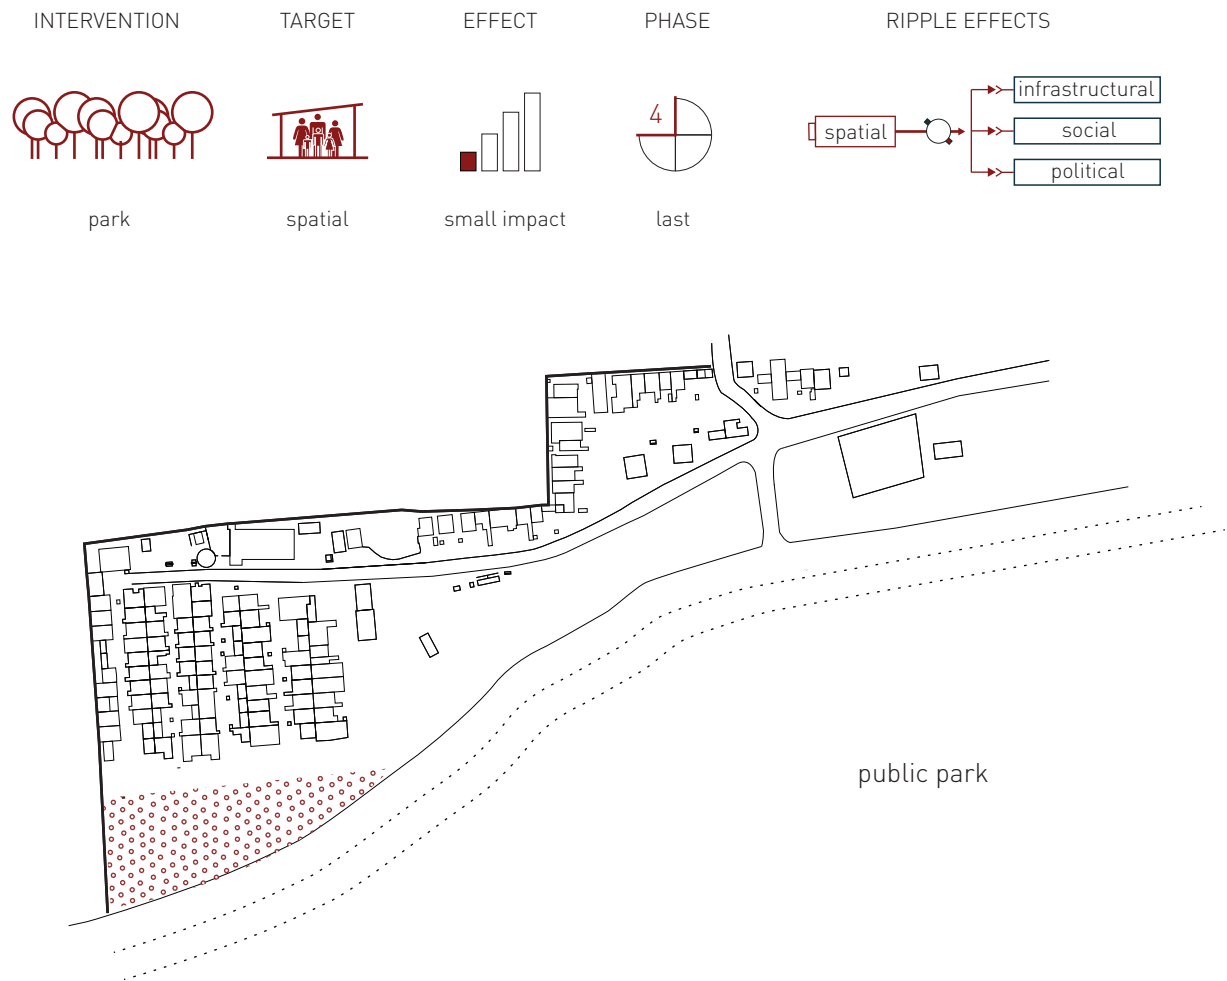 INTERVENTION TARGET EFFECT PHASE RIPPLE EFFECTS
infrastructural
4
spatial social
political
park spatial small impact last
public park